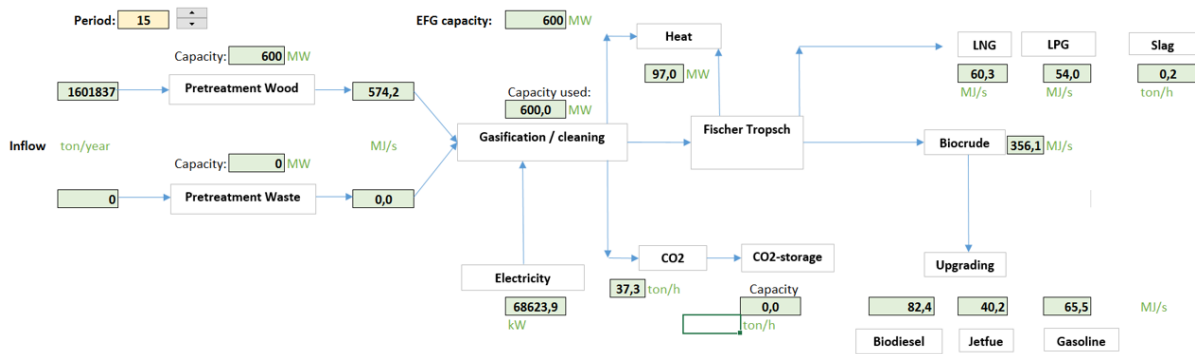 Period: 15
EFG capacity: 600 MW
Heat
LNG LPG Slag
Capacity: 600 MW
97,0 MW
60,3 54,0 0,2
MJ/s MJ/s ton/h
1601837 Pretreatment Wood 574,2
Capacity used:
600,0 MW
Gasification / cleaning
Fischer Tropsch
Biocrude 356,1 MJ/s
Inflow ton/year MJ/s
Capacity: 0 MW
0 Pretreatment Waste 0,0
CO2 CO2-storage
Upgrading
Electricity
37,3 ton/h
Capacity
68623,9
kW
0,0
ton/h
82,4 40,2 65,5 MJ/s
Biodiesel Jetfue Gasoline